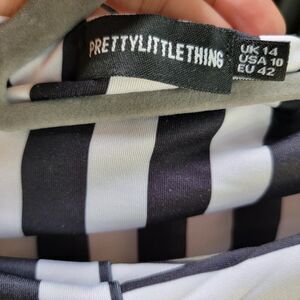 PRETTYLITTLETHING
UK 14
USA 10
EU 42